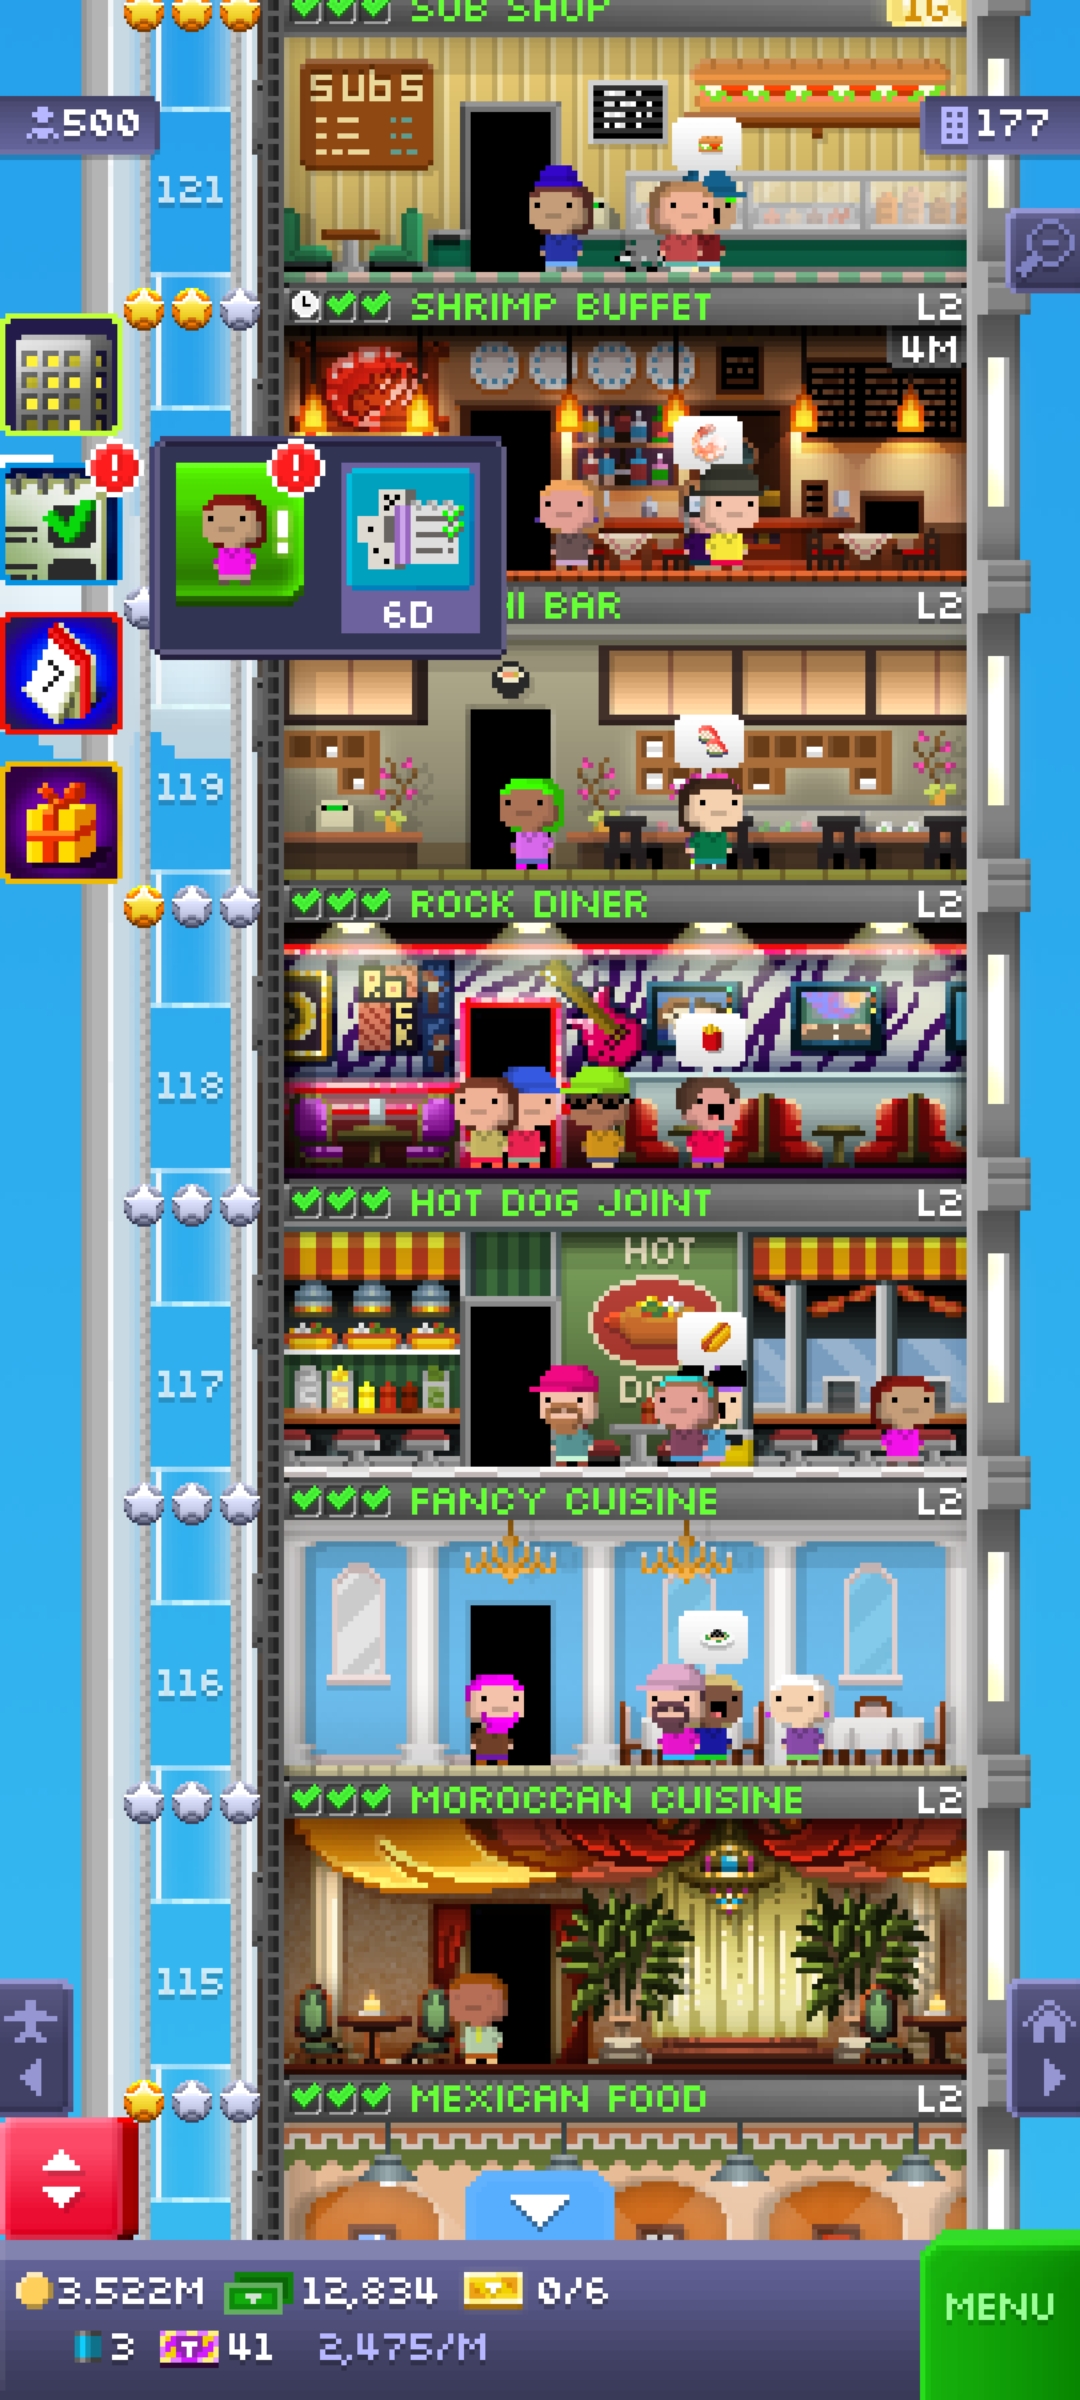 SUB SHOP
1G
SUBS
500
177
121
SHRIMP BUFFET L2
4M
6D
HI BAR L2
119
ROCK DINER L2
ROCK
118
HOT DOG JOINT L2
HOT
117
FANCY CUISINE L2
116
MOROCCAN CUISINE L2
115
MEXICAN FOOD L2
3.522M 12,834 0/6
MENU
3 41 2,475/M